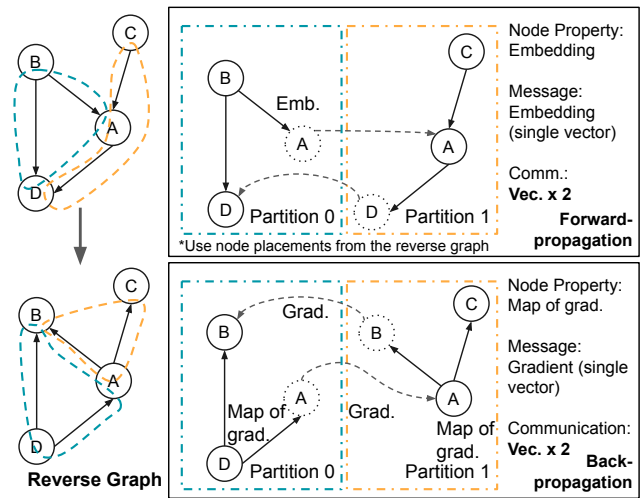 C
B
A
D
B
C
A
D
Reverse Graph
B
Emb.
A
D
Partition 0
C
A
D
Partition 1
*Use node placements from the reverse graph
Node Property:
Embedding
Message:
Embedding
(single vector)
Comm.:
Vec. x 2
Forward-
propagation
B
Grad.
A
Map of
grad.
D
Partition 0
C
B
Grad.
A
Map of
grad.
Partition 1
Node Property:
Map of grad.
Message:
Gradient (single
vector)
Communication:
Vec. x 2
Back-
propagation